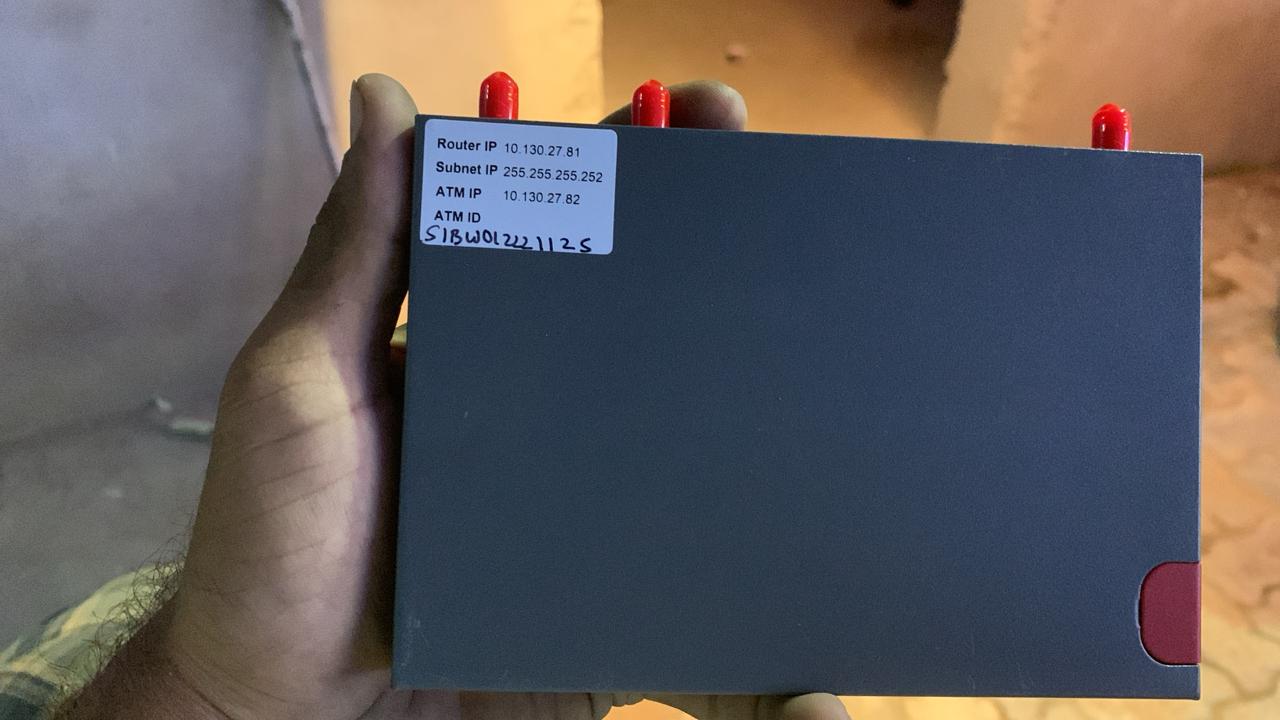 Router IP 10.130.27.81
Subnet IP 255.255.255.252
ATM IP 10.130.27.82
ATM ID
S1BW012221125